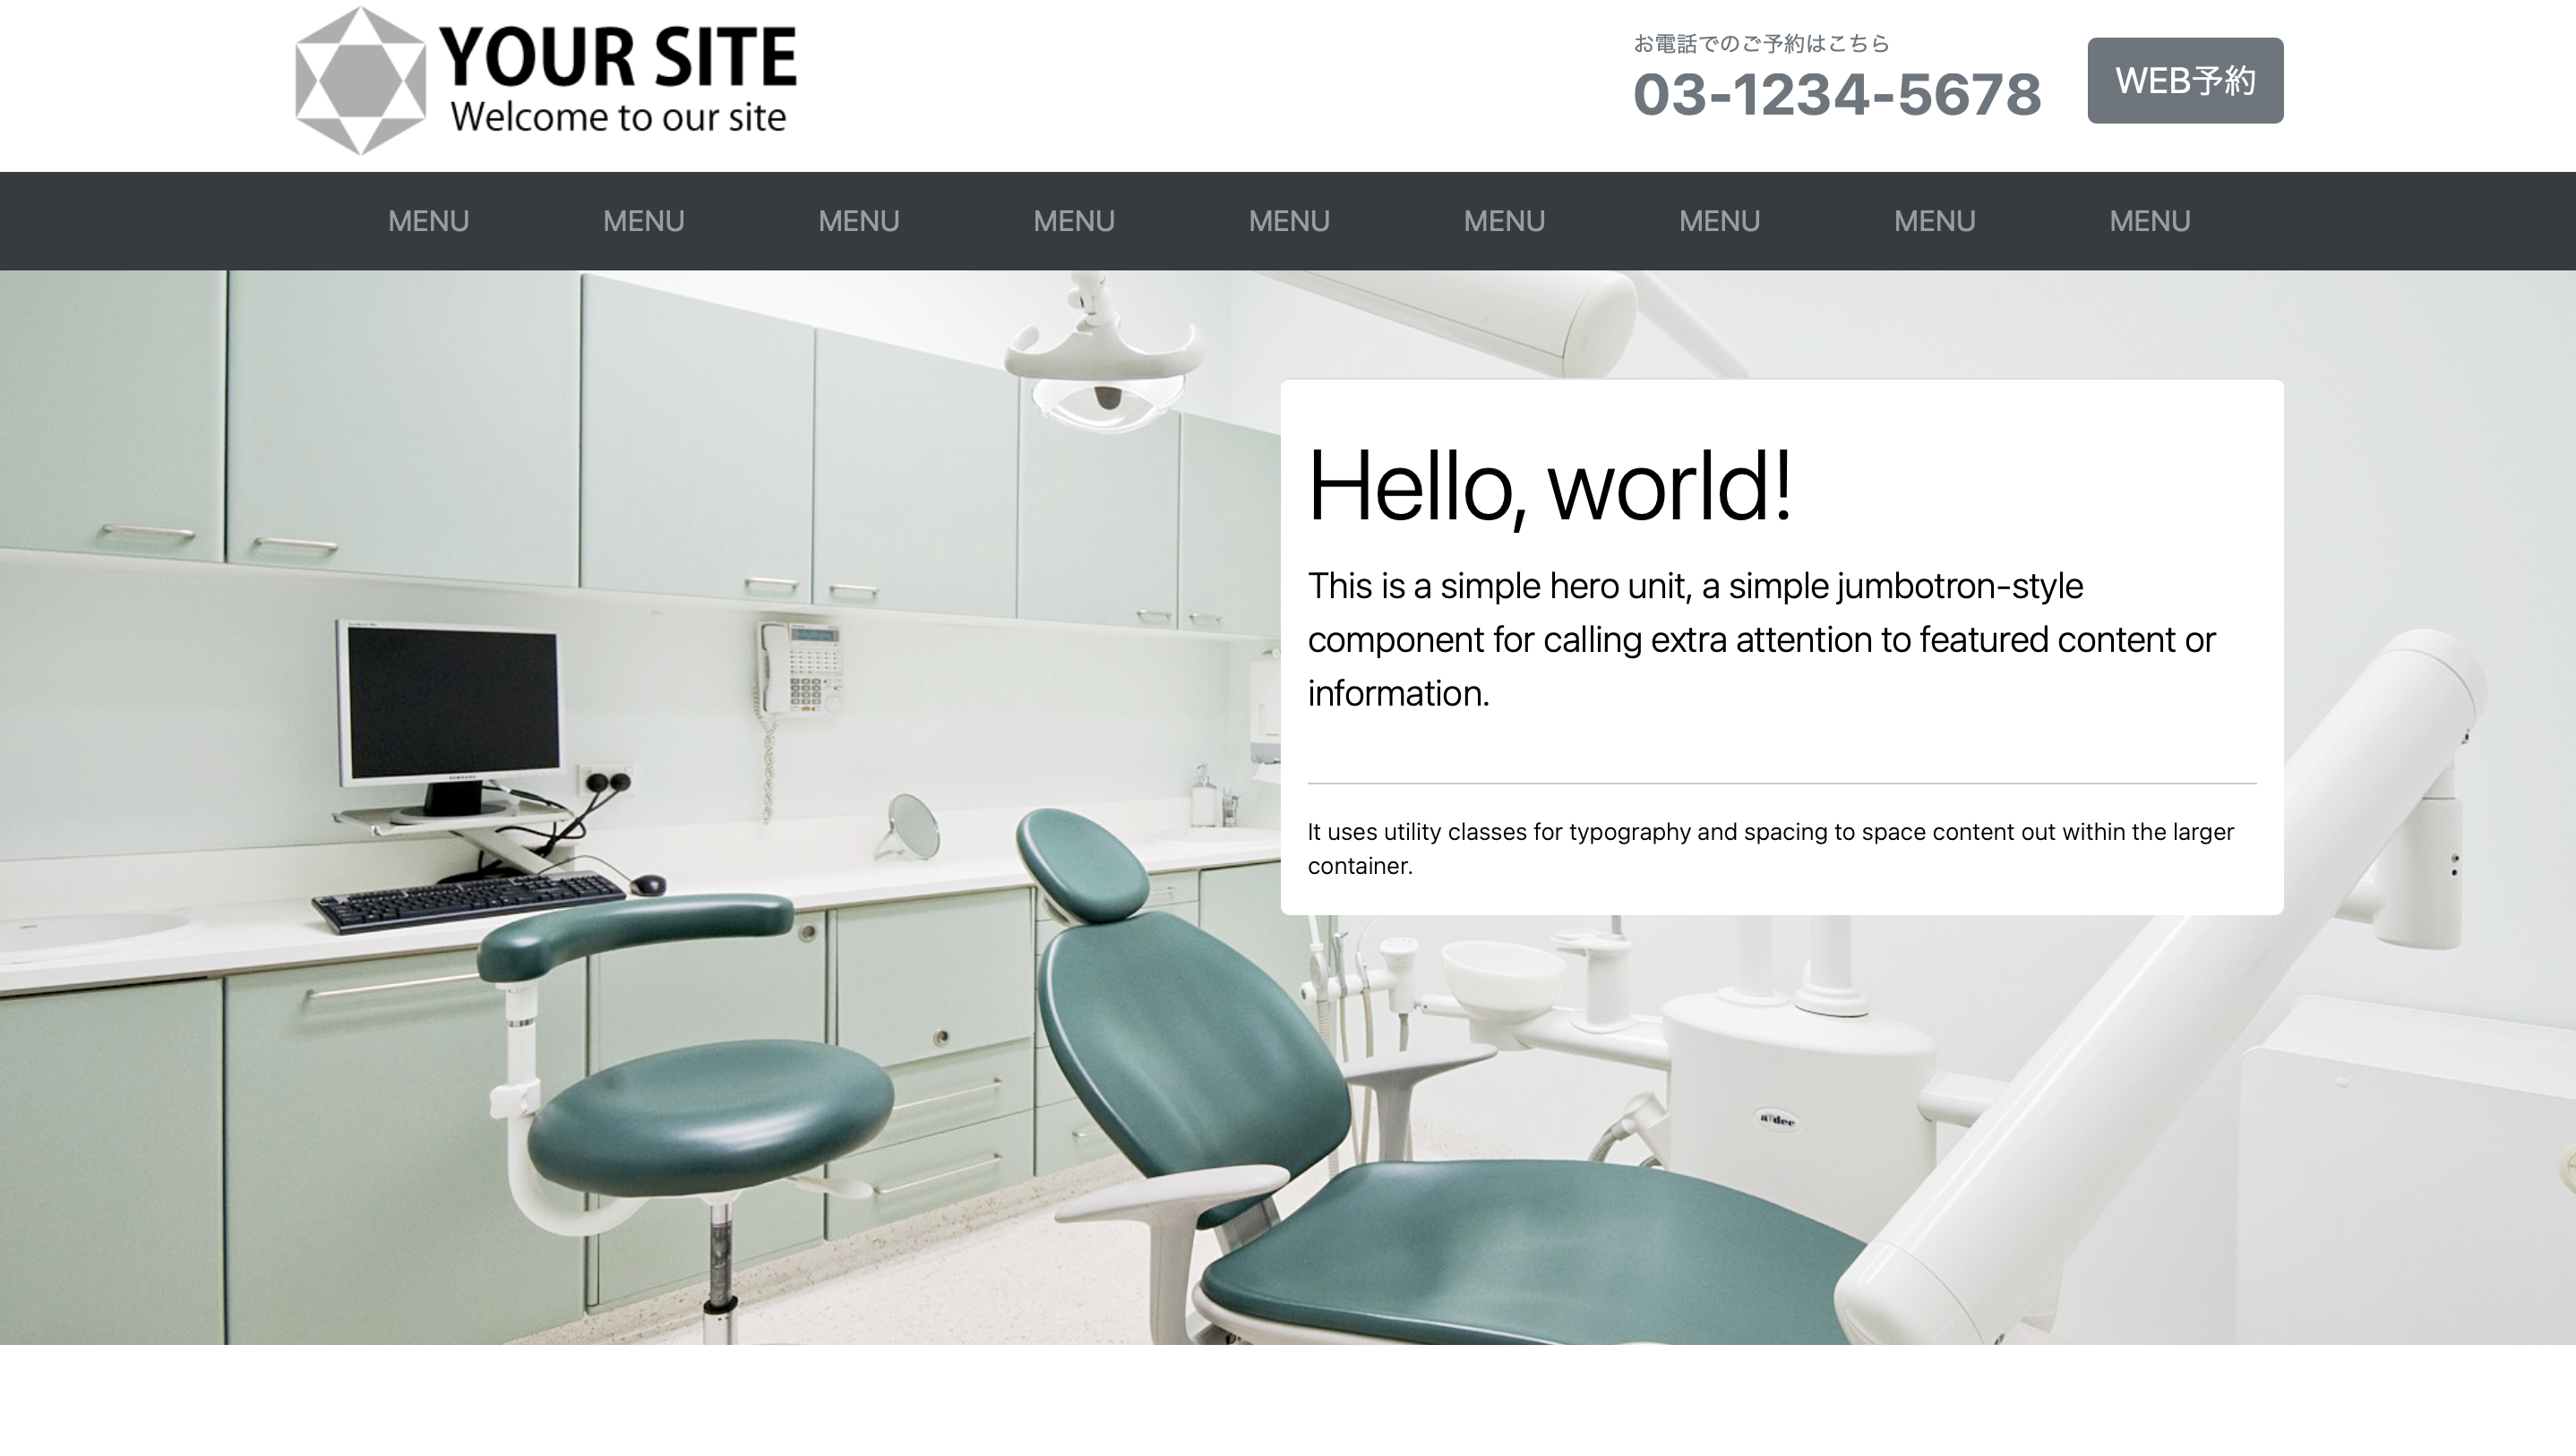 YOUR SITE
Welcome to our site
お電話でのご予約はこちら
03-1234-5678
WEB予約
MENU MENU MENU MENU MENU MENU MENU MENU MENU
Hello, world!
This is a simple hero unit, a simple jumbotron-style
component for calling extra attention to featured content or
information.
It uses utility classes for typography and spacing to space content out within the larger
container.
SAMSUNG
a-dec